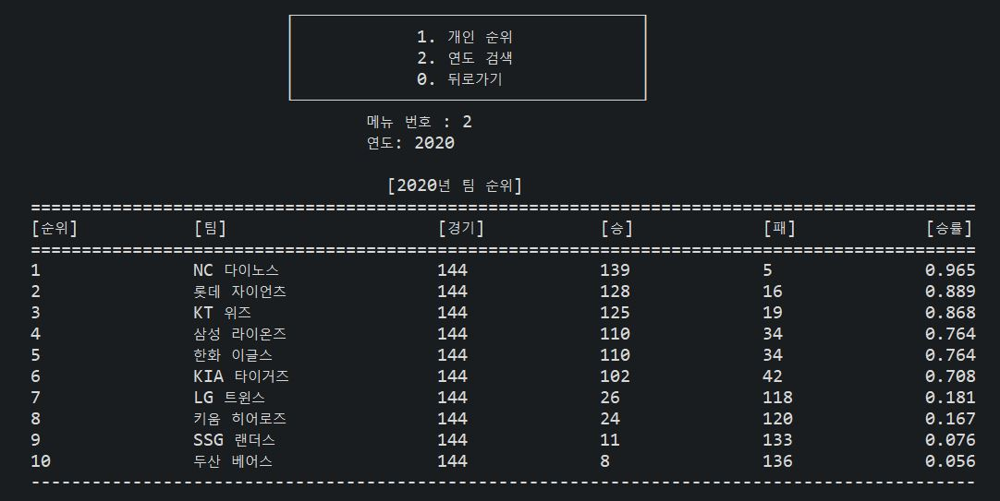 1. 개인 순위
2. 연도 검색
0. 뒤로가기
메뉴 번호 : 2
연도: 2020
[2020년 팀 순위]
=============================================================================================
[순위] [팀] [경기] [승] [패] [승률]
=============================================================================================
1 NC 다이노스 144 139 5 0.965
2 롯데 자이언츠 144 128 16 0.889
3 KT 위즈 144 125 19 0.868
4 삼성 라이온즈 144 110 34 0.764
5 한화 이글스 144 110 34 0.764
6 KIA 타이거즈 144 102 42 0.708
7 LG 트윈스 144 26 118 0.181
8 키움 히어로즈 144 24 120 0.167
9 SSG 랜더스 144 11 133 0.076
10 두산 베어스 144 8 136 0.056
---------------------------------------------------------------------------------------------